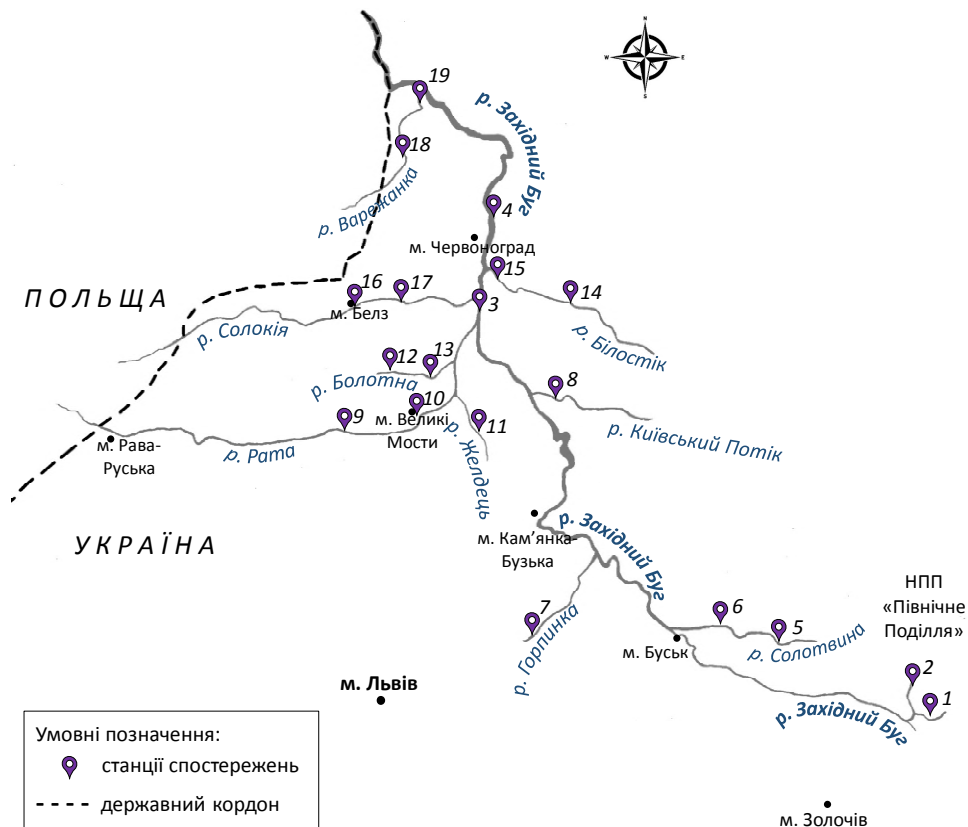 N
W
E
S
19
р. Західний Буг
18
р. Варежанка
4
м. Червоноград
15
ПОЛЬЩА
16
17
3
14
м. Белз
р. Солокія
р. Білостік
12
13
р. Болотна
8
10
9
м. Великі
Мости
11
м. Рава-
Руська
р. Рата
р. Желдець
р. Київський Потік
УКРАЇНА
м. Кам’янка-
Бузька
р. Західний Буг
НПП
«Північне
Поділля»
7
р. Горпинка
6
5
м. Буськ
р. Солотвина
2
1
м. Львів
р. Західний Буг
Умовні позначення:
станції спостережень
державний кордон
м. Золочів